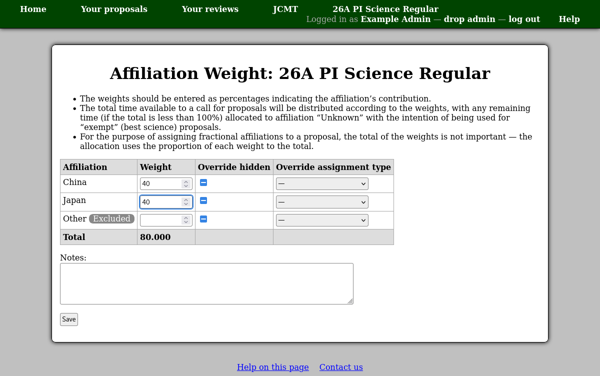 Home Your proposals Your reviews JCMT 26A PI Science Regular
Logged in as Example Admin — drop admin — log out Help
Affiliation Weight: 26A PI Science Regular
• The weights should be entered as percentages indicating the affiliation's contribution.
• The total time available to a call for proposals will be distributed according to the weights, with any remaining
time (if the total is less than 100%) allocated to affiliation “Unknown” with the intention of being used for
“exempt” (best science) proposals.
• For the purpose of assigning fractional affiliations to a proposal, the total of the weights is not important — the
allocation uses the proportion of each weight to the total.
Affiliation Weight Override hidden Override assignment type
China 40 —
Japan 40 —
Other Excluded —
Total 80.000
Notes:
Save
Help on this page Contact us